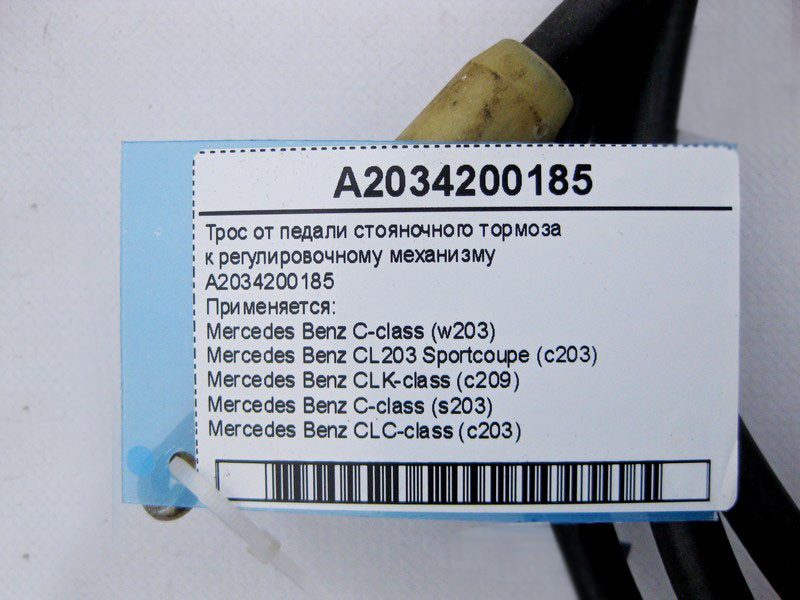 A2034200185
Трос от педали стояночного тормоза
к регулировочному механизму
A2034200185
Применяется:
Mercedes Benz C-class (w203)
Mercedes Benz CL203 Sportcoupe (c203)
Mercedes Benz CLK-class (c209)
Mercedes Benz C-class (s203)
Mercedes Benz CLC-class (c203)